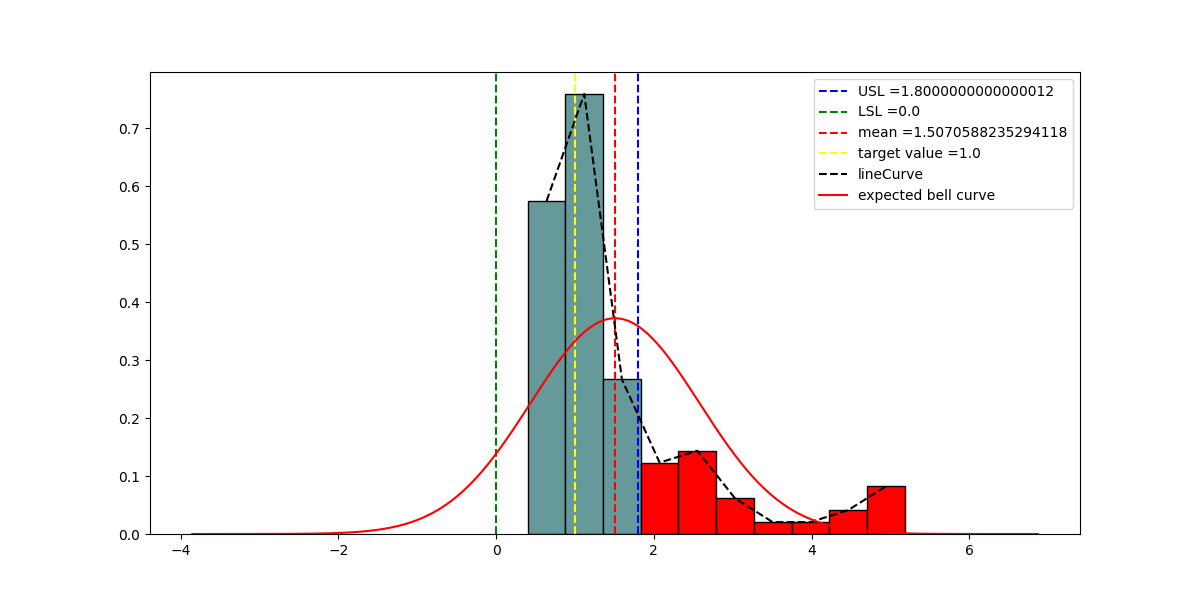 USL =1.8000000000000012
LSL =0.0
mean =1.5070588235294118
target value =1.0
lineCurve
expected bell curve
0.7
0.6
0.5
0.4
0.3
0.2
0.1
0.0
−4 −2 0 2 4 6